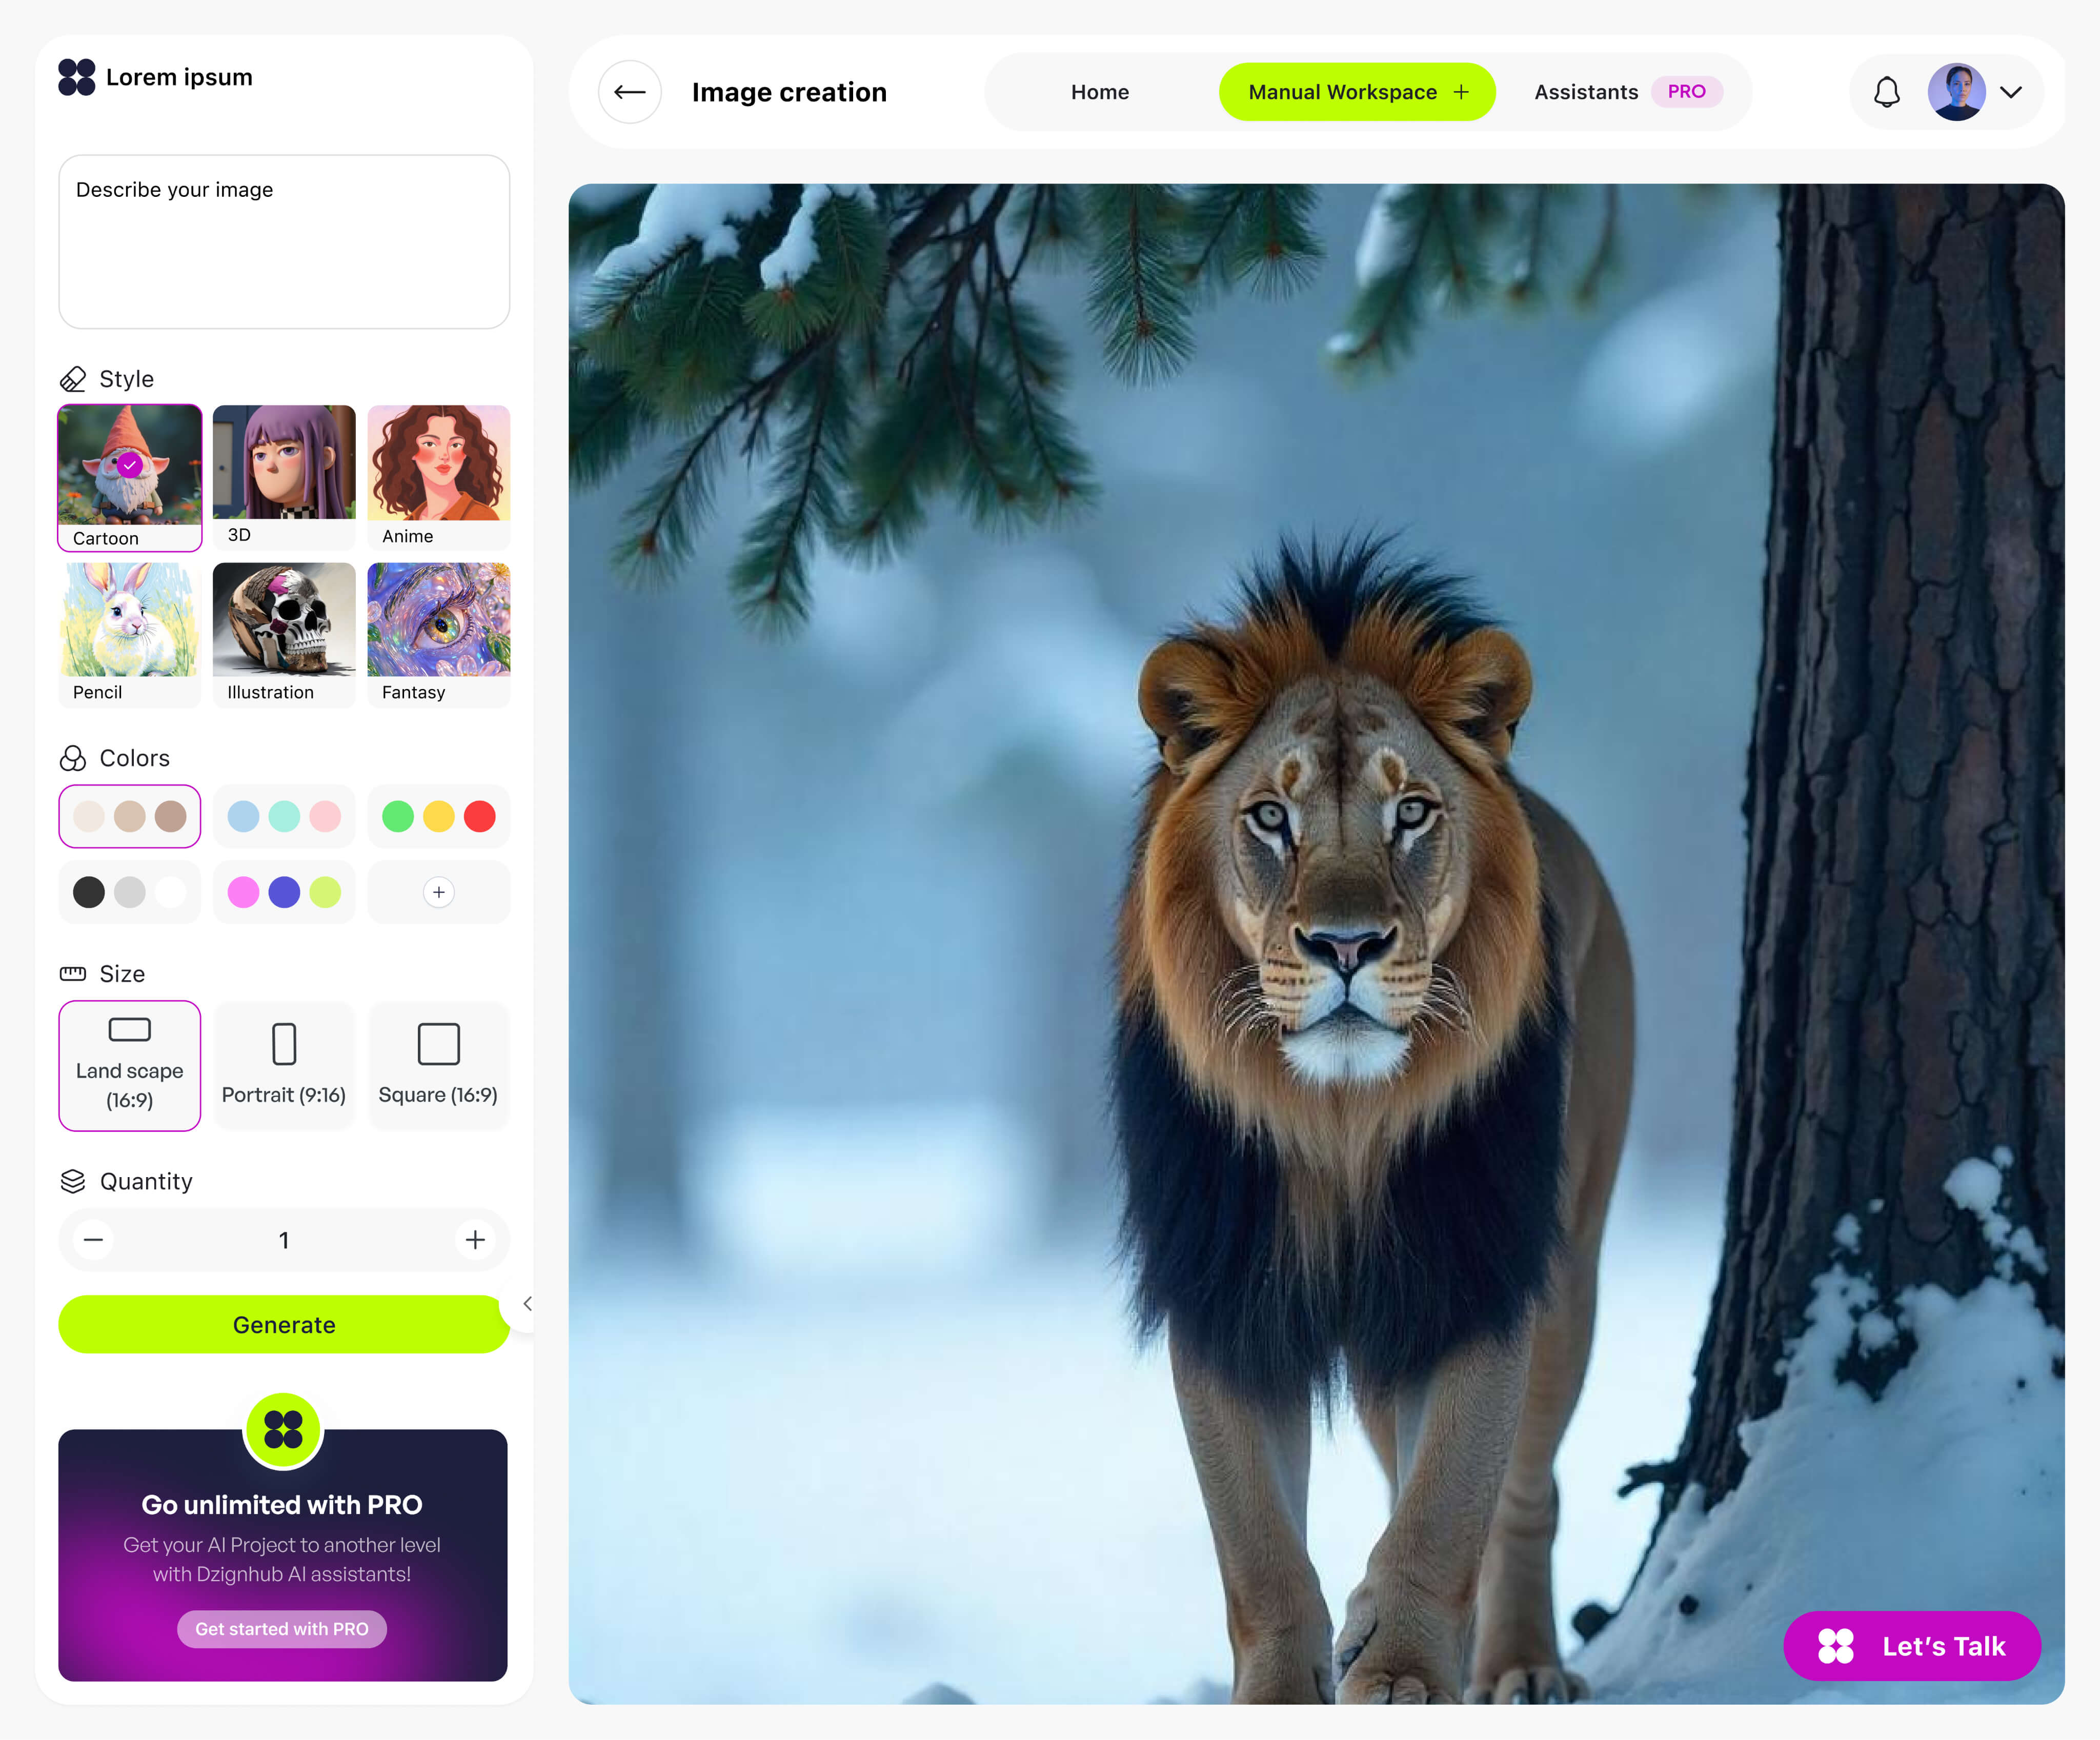 Lorem ipsum
Describe your image
Style
Cartoon
3D
Anime
Pencil
Illustration
Fantasy
Colors
Size
Land scape
(16:9)
Portrait (9:16)
Square (16:9)
Quantity
1
Generate
Go unlimited with PRO
Get your AI Project to another level
with Dzignhub AI assistants!
Get started with PRO
Image creation
Home
Manual Workspace +
Assistants PRO
Let's Talk